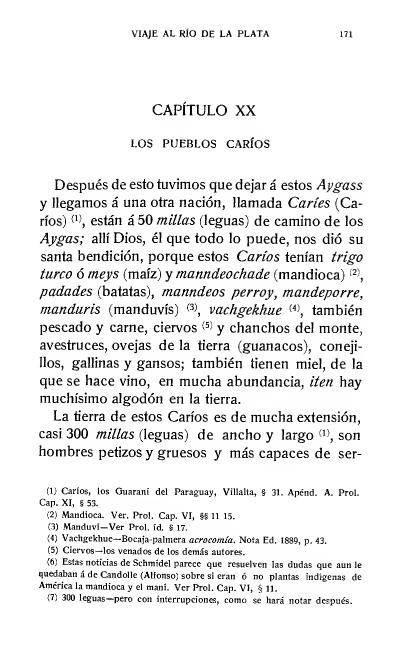 VIAJE AL RÍO DE LA PLATA 171
CAPÍTULO XX
LOS PUEBLOS CARÍOS
Después de esto tuvimos que dejar á estos Aygass
y llegamos á una otra nación, llamada Caríes (Ca-
ríos) (1), están á 50 millas (leguas) de camino de los
Aygas; allí Dios, él que todo lo puede, nos dió su
santa bendición, porque estos Caríos tenían trigo
turco ó meys (maíz) y manndeochade (mandioca) (2),
padades (batatas), manndeos perroy, mandeporre,
manduris (manduvís) (3), vachgekhue (4), también
pescado y carne, ciervos (5) y chanchos del monte,
avestruces, ovejas de la tierra (guanacos), coneji-
llos, gallinas y gansos; también tienen miel, de la
que se hace vino, en mucha abundancia, iten hay
muchísimo algodón en la tierra.
La tierra de estos Caríos es de mucha extensión,
casi 300 millas (leguas) de ancho y largo (1), son
hombres petizos y gruesos y más capaces de ser-
(1) Caríos, los Guaraní del Paraguay, Villalta, § 31. Apénd. A. Prol.
Cap. XI, § 53.
(2) Mandioca. Ver. Prol. Cap. VI, §§ 11 15.
(3) Manduví—Ver Prol. id. § 17.
(4) Vachgekhue—Bocaja-palmera acrocomía. Nota Ed. 1889, p. 43.
(5) Ciervos—los venados de los demás autores.
(6) Estas noticias de Schmidel parece que resuelven las dudas que aun le
quedaban á de Candolle (Alfonso) sobre si eran ó no plantas indígenas de
América la mandioca y el maní. Ver Prol. Cap. VI, § 11.
(7) 300 leguas—pero con interrupciones, como se hará notar después.